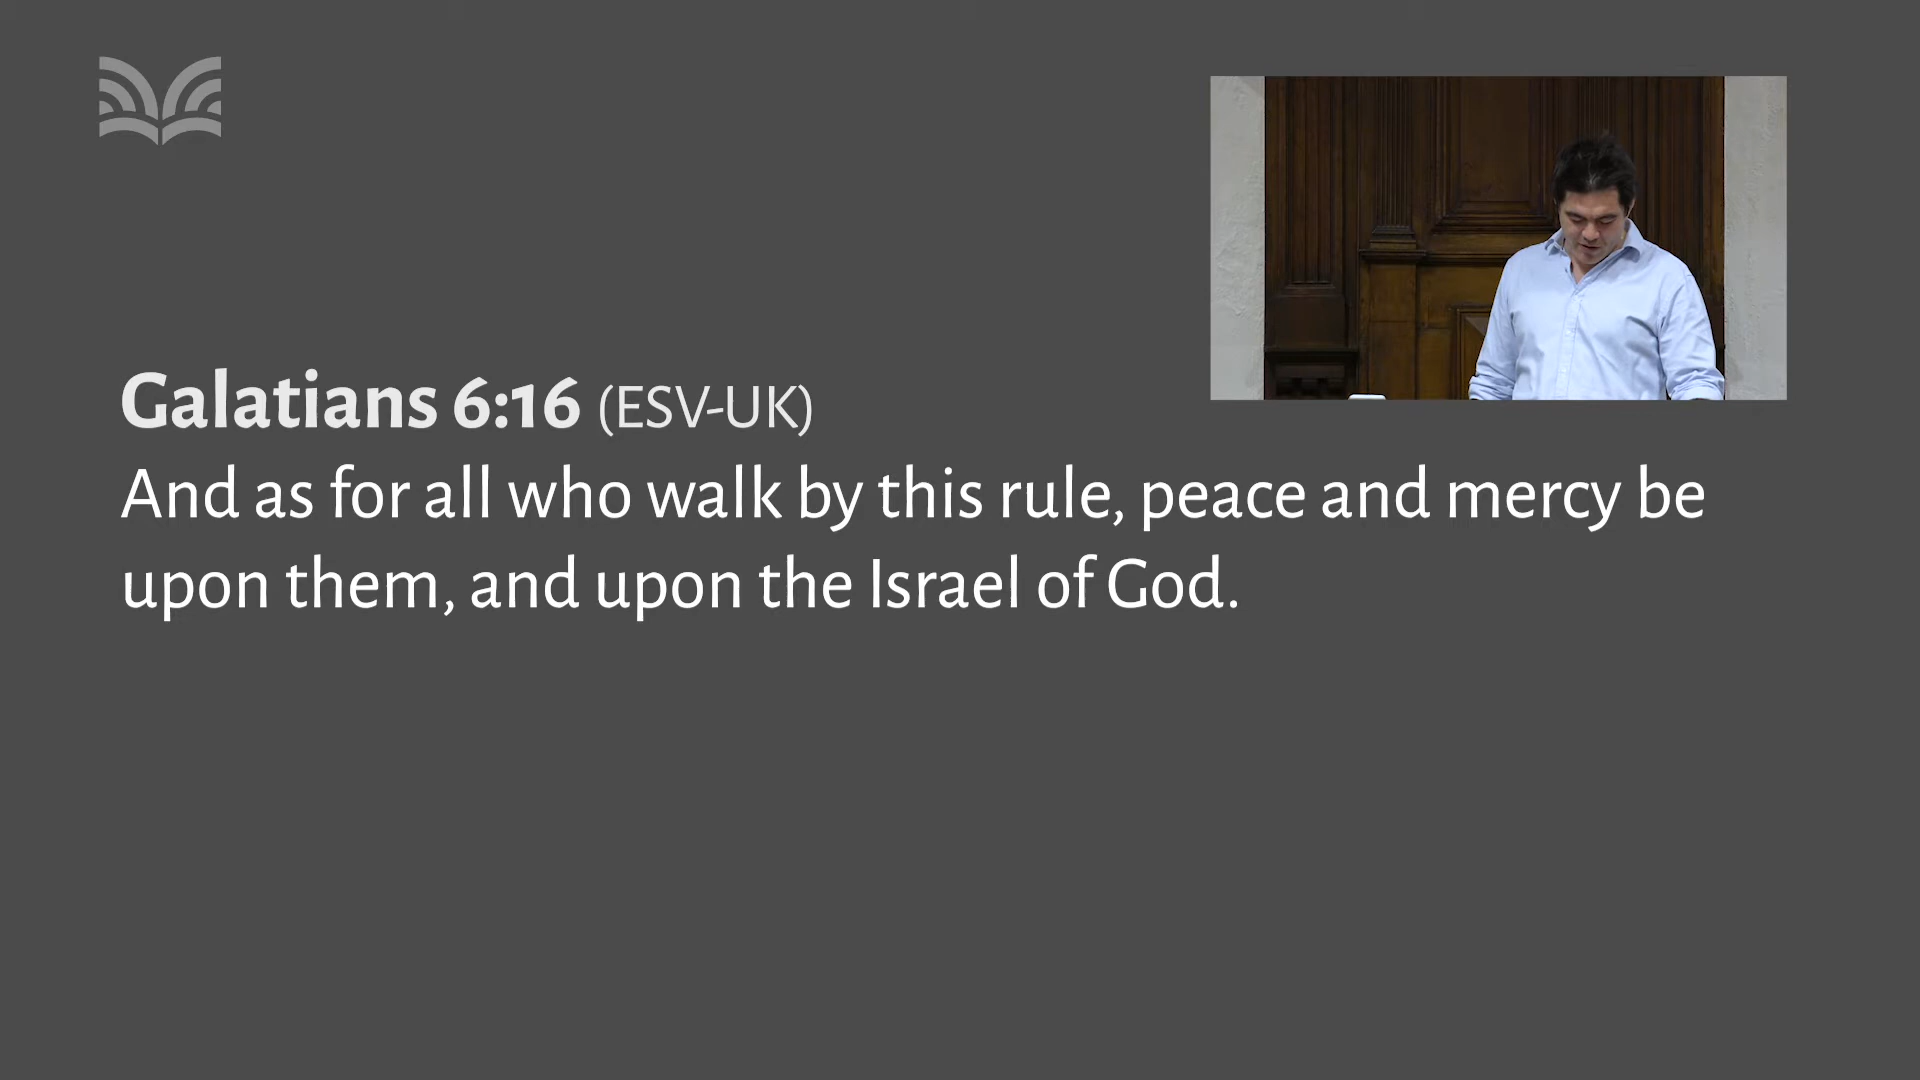 Galatians 6:16 (ESV-UK)
And as for all who walk by this rule, peace and mercy be
upon them, and upon the Israel of God.